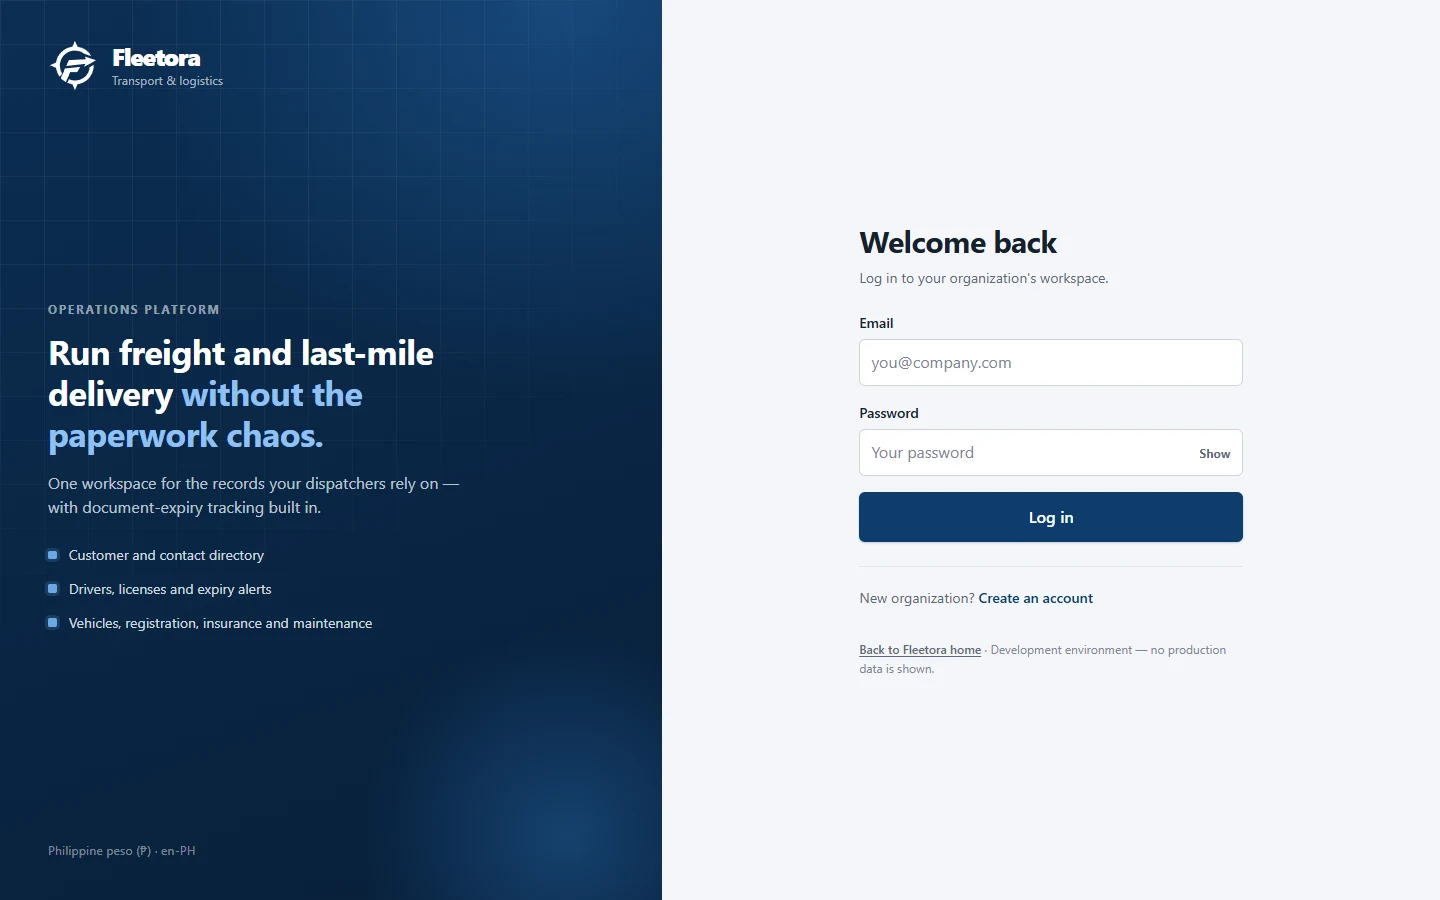 Fleetora
Transport & logistics
OPERATIONS PLATFORM
Run freight and last-mile
delivery without the
paperwork chaos.
One workspace for the records your dispatchers rely on —
with document-expiry tracking built in.
Customer and contact directory
Drivers, licenses and expiry alerts
Vehicles, registration, insurance and maintenance
Philippine peso (₱) · en-PH
Welcome back
Log in to your organization's workspace.
Email
you@company.com
Password
Your password
Show
Log in
New organization? Create an account
Back to Fleetora home · Development environment — no production
data is shown.